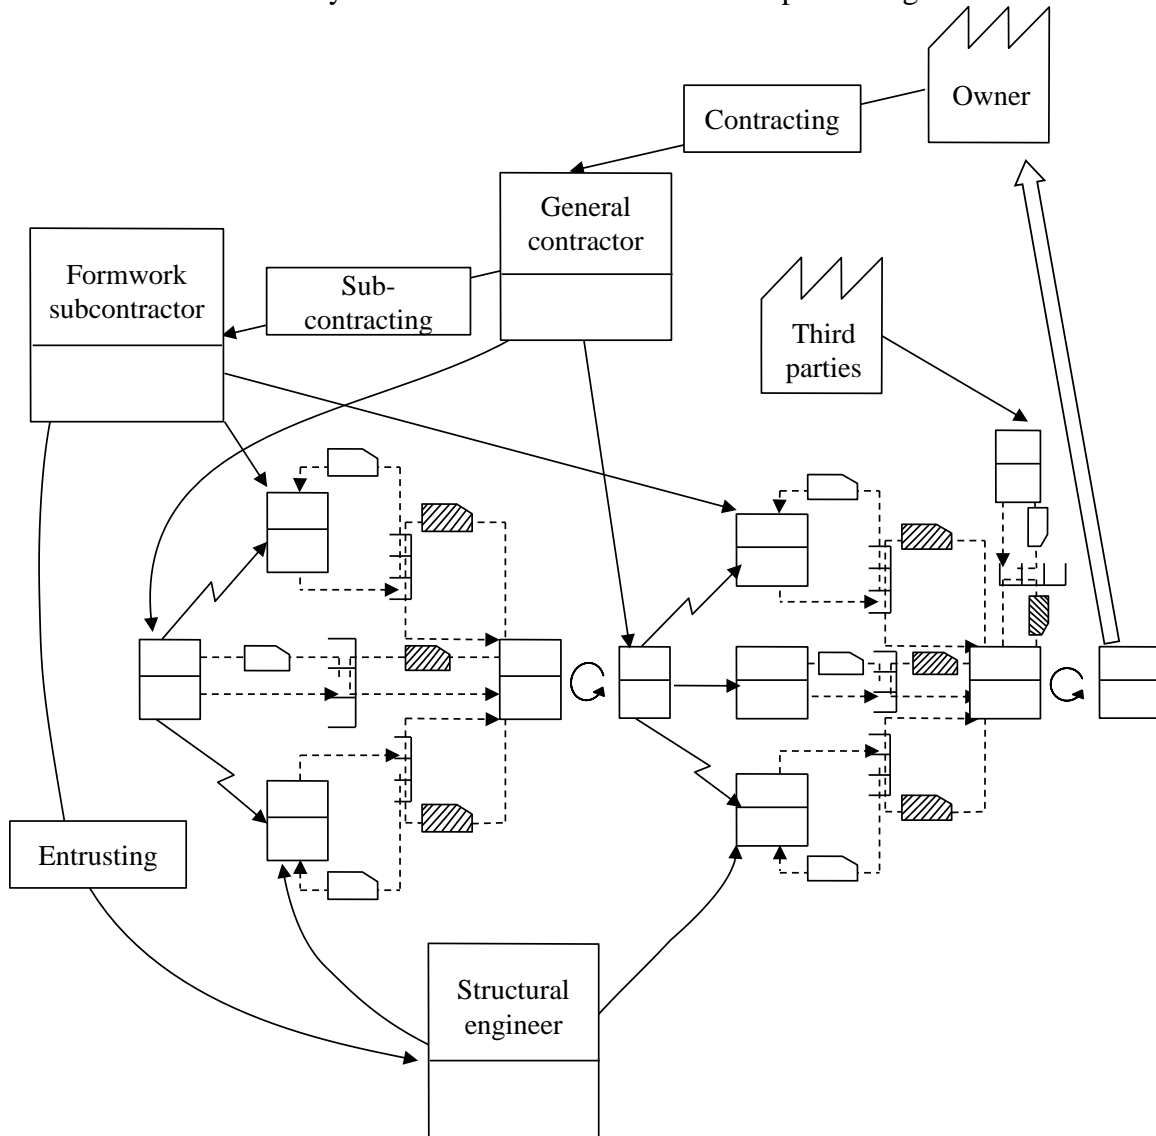 Owner
Contracting
General
contractor
Formwork
subcontractor
Sub-
contracting
Third
parties
Entrusting
Structural
engineer